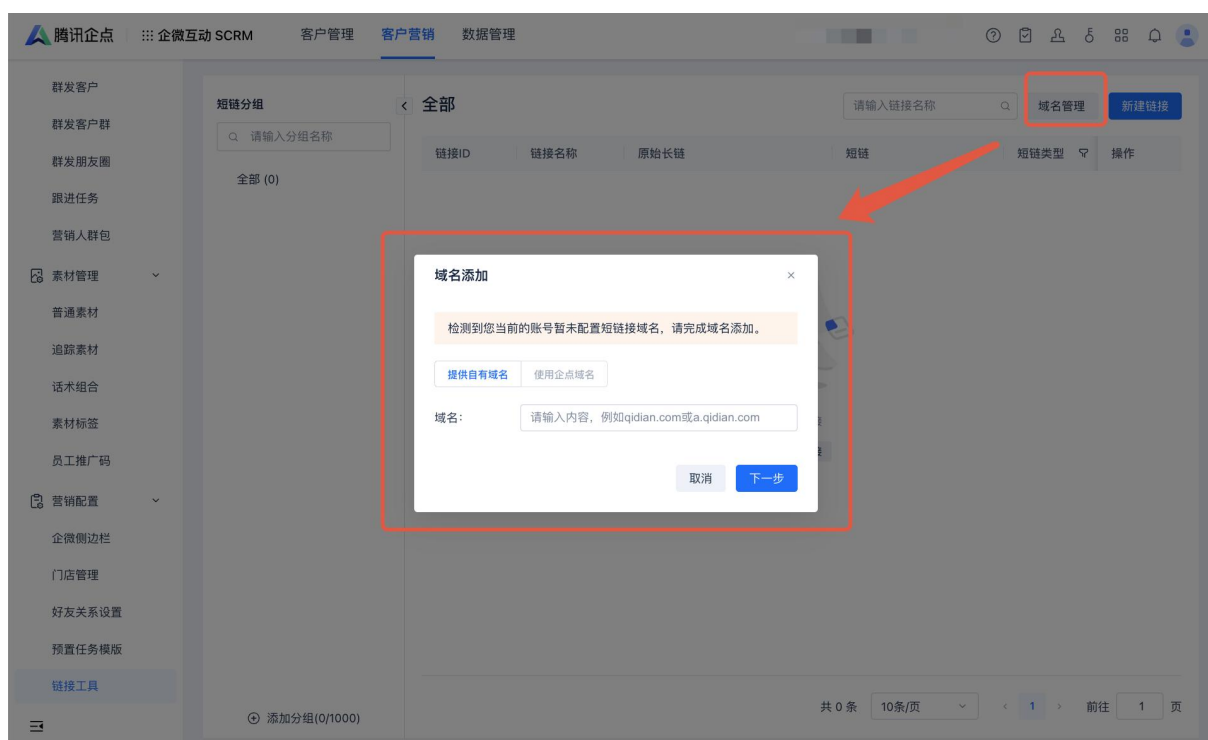 腾讯企点 企微互动 SCRM 客户管理 客户营销 数据管理
群发客户
群发客户群
群发朋友圈
跟进任务
营销人群包
素材管理
普通素材
追踪素材
话术组合
素材标签
员工推广码
营销配置
企微侧边栏
门店管理
好友关系设置
预置任务模版
链接工具
短链分组
请输入分组名称
全部 (0)
添加分组(0/1000)
全部 请输入链接名称 域名管理 新建链接
链接ID 链接名称 原始长链 短链 短链类型 操作
域名添加
检测到您当前的账号暂未配置短链接域名，请完成域名添加。
提供自有域名 使用企点域名
域名： 请输入内容，例如qidian.com或a.qidian.com
取消 下一步
共 0 条 10条/页 1 前往 1 页